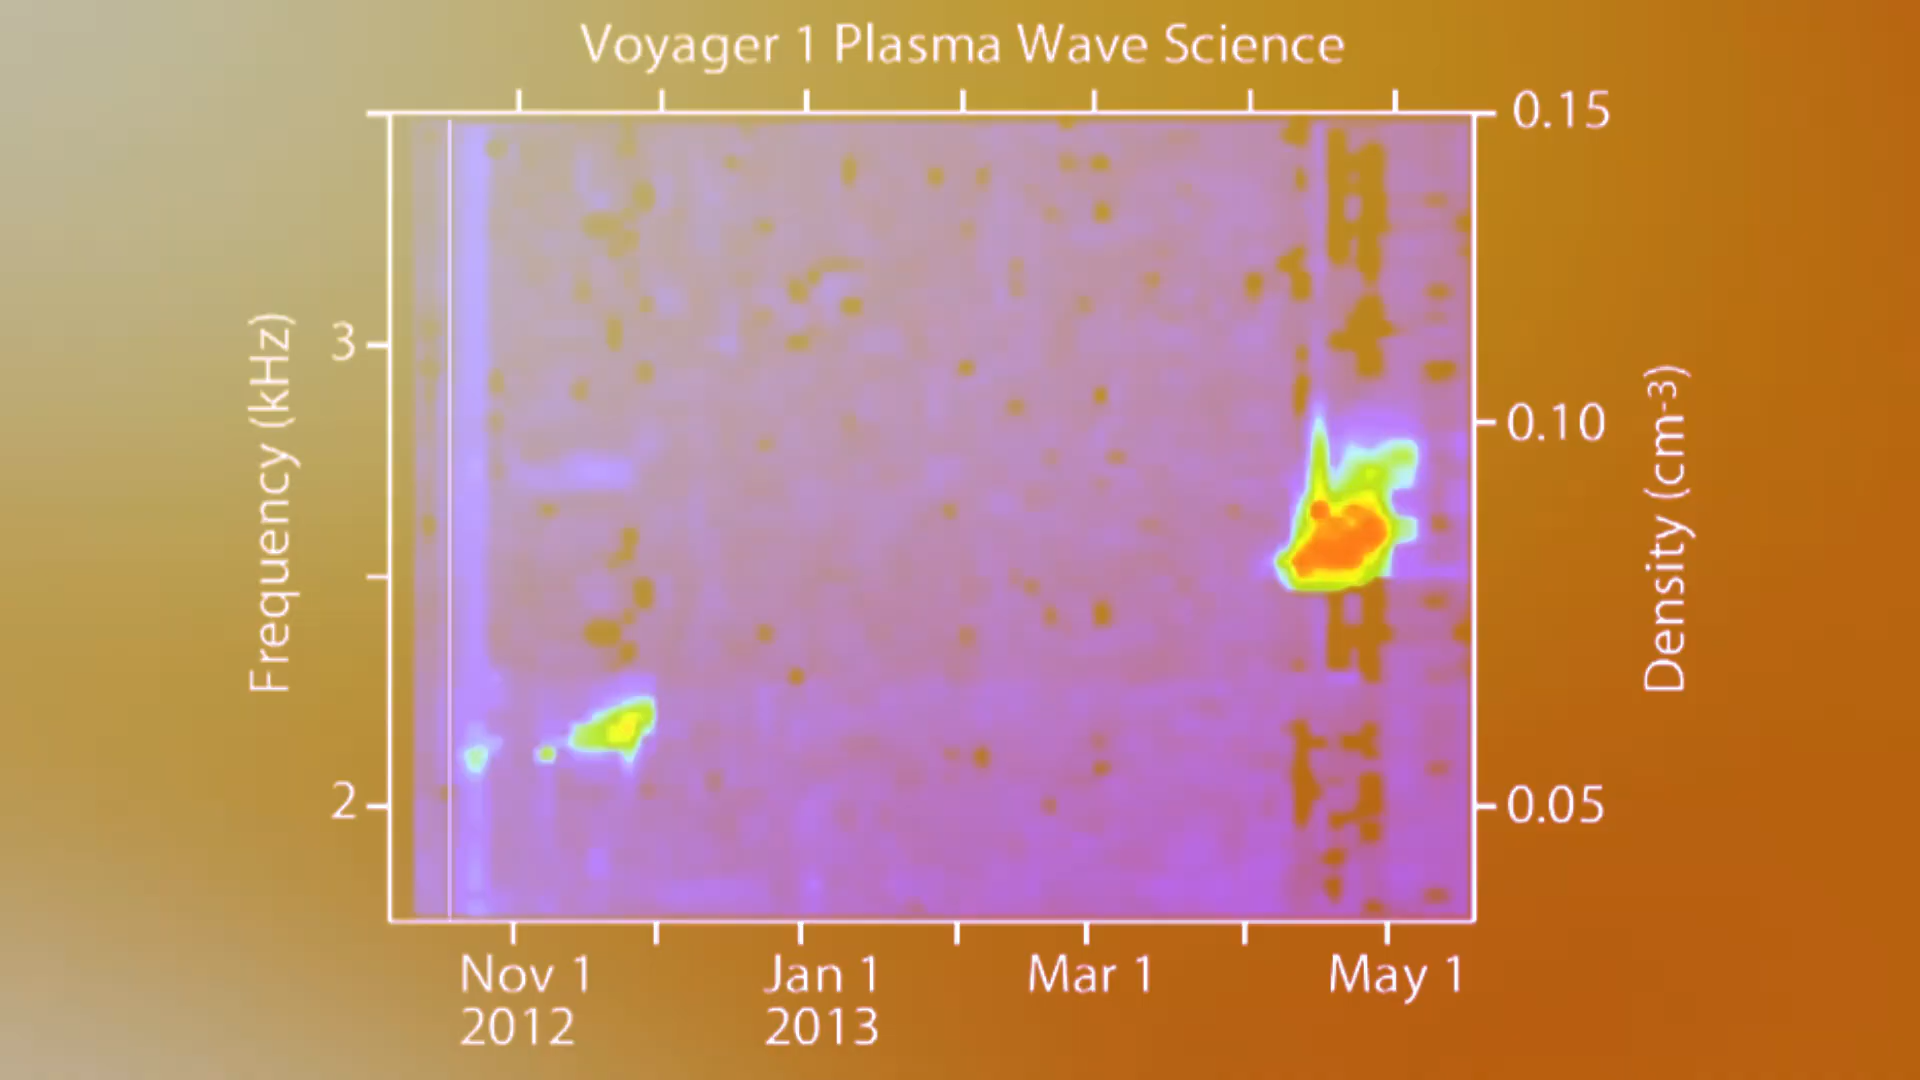 Voyager 1 Plasma Wave Science
0.15
3
0.10
2
0.05
Frequency (kHz)
Density (cm-3)
Nov 1
2012
Jan 1
2013
Mar 1
May 1